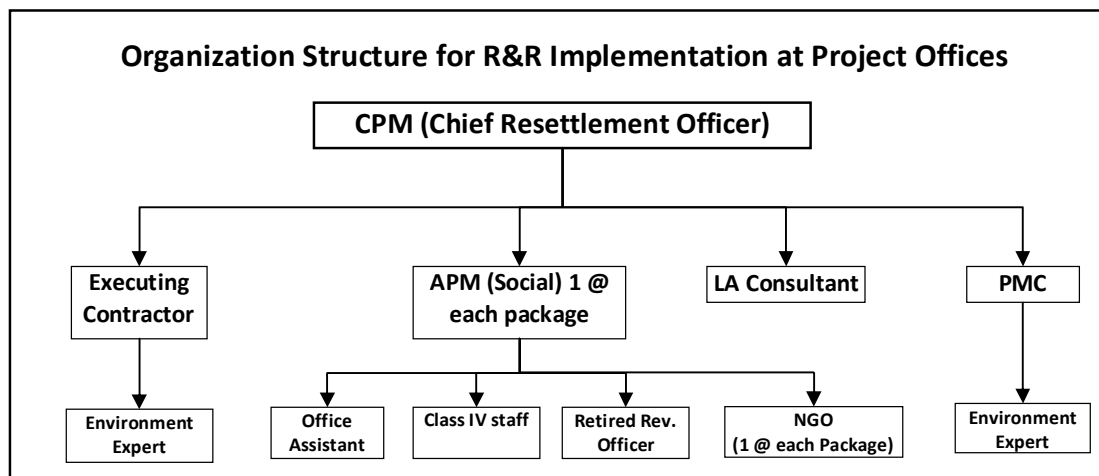 Organization Structure for R&R Implementation at Project Offices
CPM (Chief Resettlement Officer)
Executing
Contractor
APM (Social) 1 @
each package
LA Consultant
PMC
Environment
Expert
Office
Assistant
Class IV staff
Retired Rev.
Officer
NGO
(1 @ each Package)
Environment
Expert